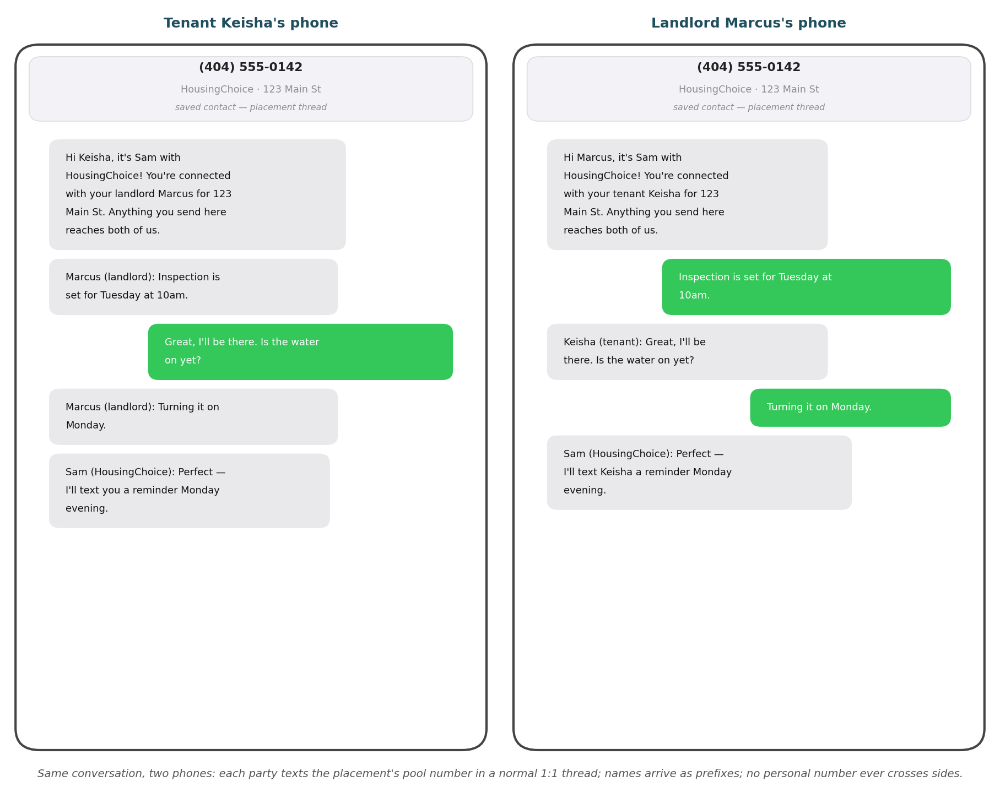 Tenant Keisha's phone
(404) 555-0142
HousingChoice · 123 Main St
saved contact — placement thread
Hi Keisha, it's Sam with
HousingChoice! You're connected
with your landlord Marcus for 123
Main St. Anything you send here
reaches both of us.
Marcus (landlord): Inspection is
set for Tuesday at 10am.
Great, I'll be there. Is the water
on yet?
Marcus (landlord): Turning it on
Monday.
Sam (HousingChoice): Perfect —
I'll text you a reminder Monday
evening.
Landlord Marcus's phone
(404) 555-0142
HousingChoice · 123 Main St
saved contact — placement thread
Hi Marcus, it's Sam with
HousingChoice! You're connected
with your tenant Keisha for 123
Main St. Anything you send here
reaches both of us.
Inspection is set for Tuesday at
10am.
Keisha (tenant): Great, I'll be
there. Is the water on yet?
Turning it on Monday.
Sam (HousingChoice): Perfect —
I'll text Keisha a reminder Monday
evening.
Same conversation, two phones: each party texts the placement's pool number in a normal 1:1 thread; names arrive as prefixes; no personal number ever crosses sides.